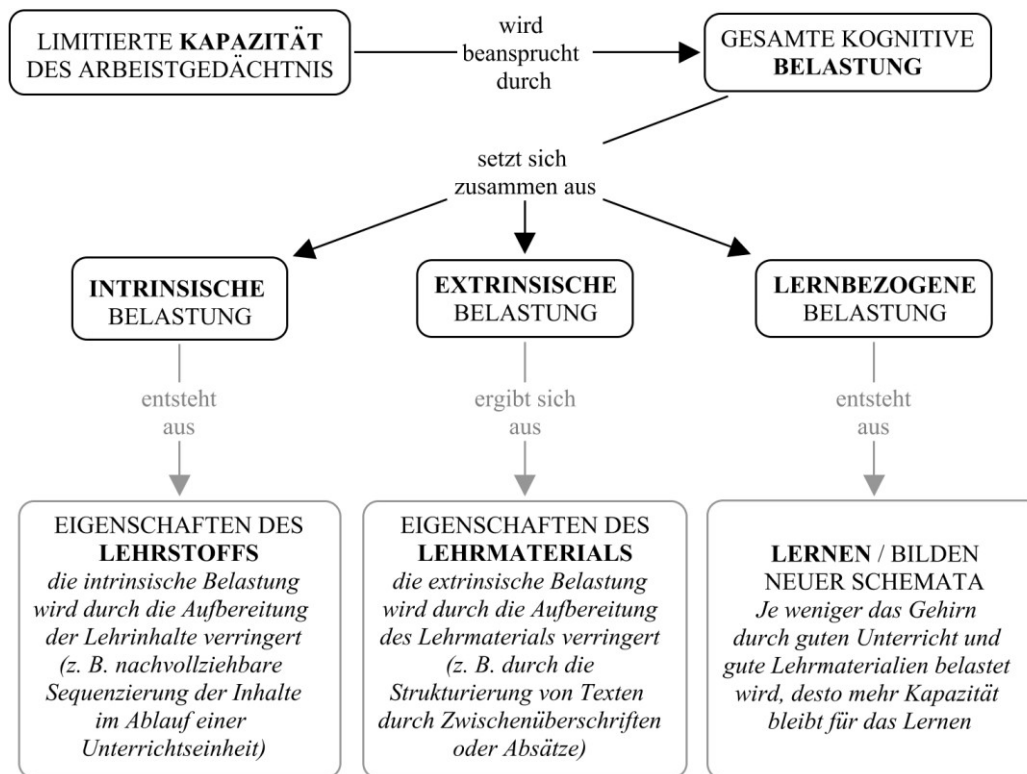 LIMITIERTE KAPAZITÄT
DES ARBEISTGEDÄCHTNIS
wird
beansprucht
durch
GESAMTE KOGNITIVE
BELASTUNG
setzt sich
zusammen aus
INTRINSISCHE
BELASTUNG
EXTRINSISCHE
BELASTUNG
LERNBEZOGENE
BELASTUNG
entsteht
aus
ergibt sich
aus
entsteht
aus
EIGENSCHAFTEN DES
LEHRSTOFFS
die intrinsische Belastung
wird durch die Aufbereitung
der Lehrinhalte verringert
(z. B. nachvollziehbare
Sequenzierung der Inhalte
im Ablauf einer
Unterrichtseinheit)
EIGENSCHAFTEN DES
LEHRMATERIALS
die extrinsische Belastung
wird durch die Aufbereitung
des Lehrmaterials verringert
(z. B. durch die
Strukturierung von Texten
durch Zwischenüberschriften
oder Absätze)
LERNEN / BILDEN
NEUER SCHEMATA
Je weniger das Gehirn
durch guten Unterricht und
gute Lehrmaterialien belastet
wird, desto mehr Kapazität
bleibt für das Lernen